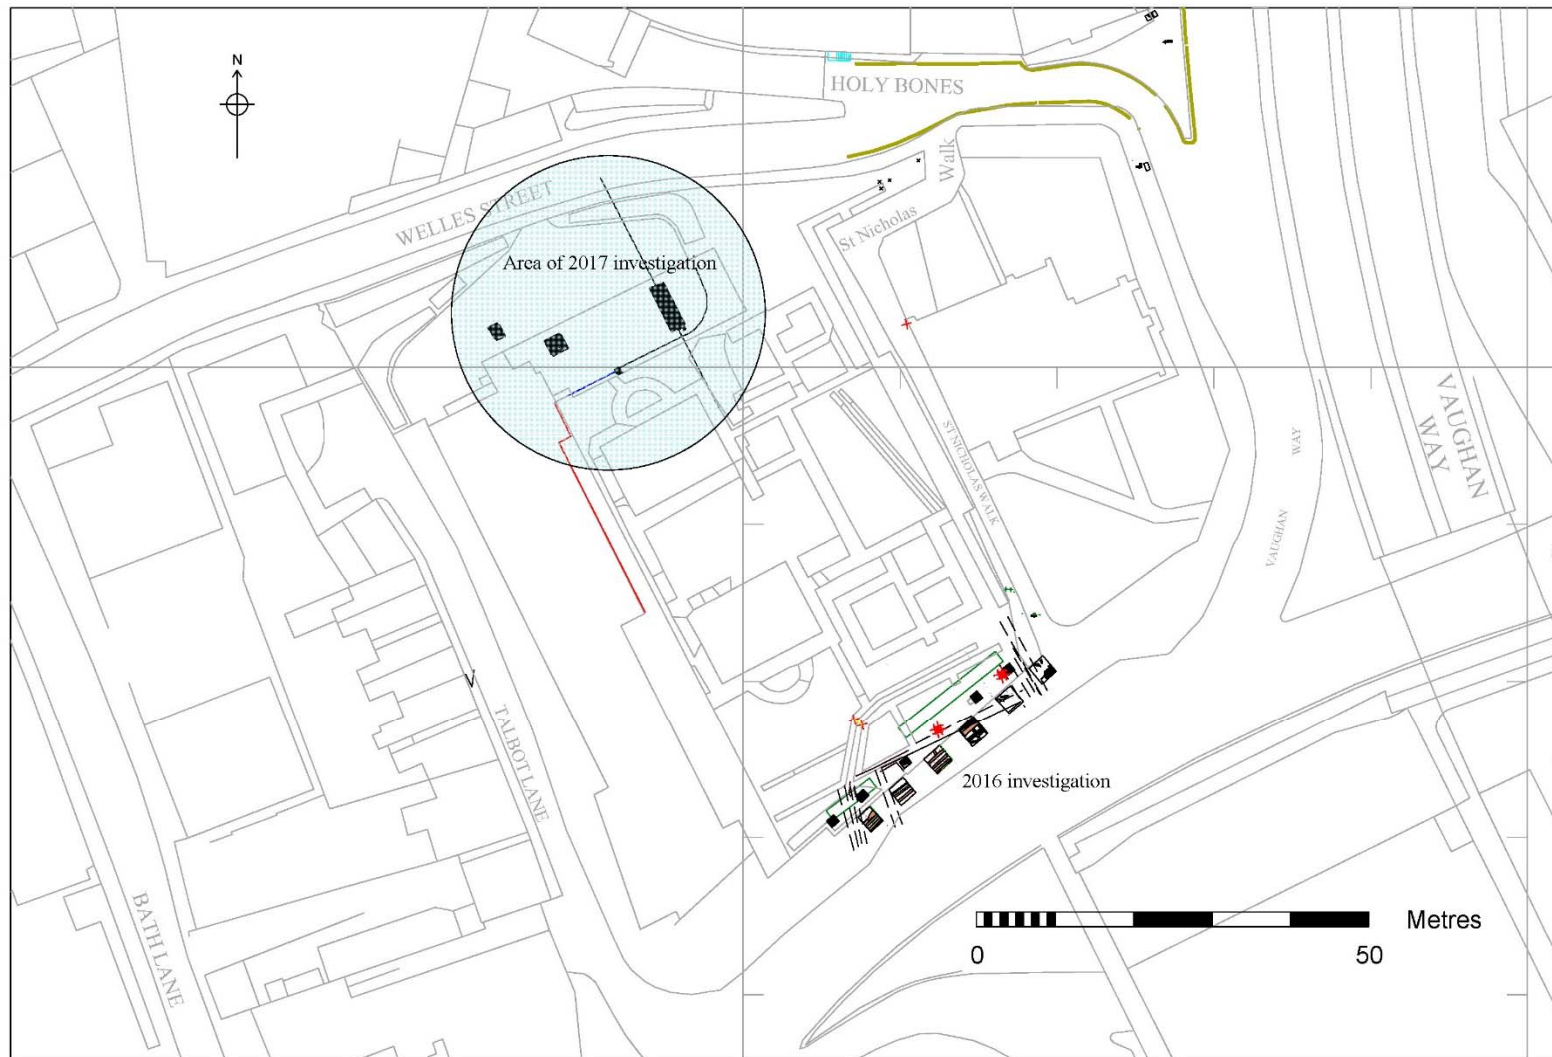 N
HOLY BONES
Walk
WELLES STREET
St Nicholas
Area of 2017 investigation
VAUGHAN
WAY
WAY
ST NICHOLAS WALK
VAUGHAN
TALBOT LANE
2016 investigation
BATH LANE
Metres
0
50